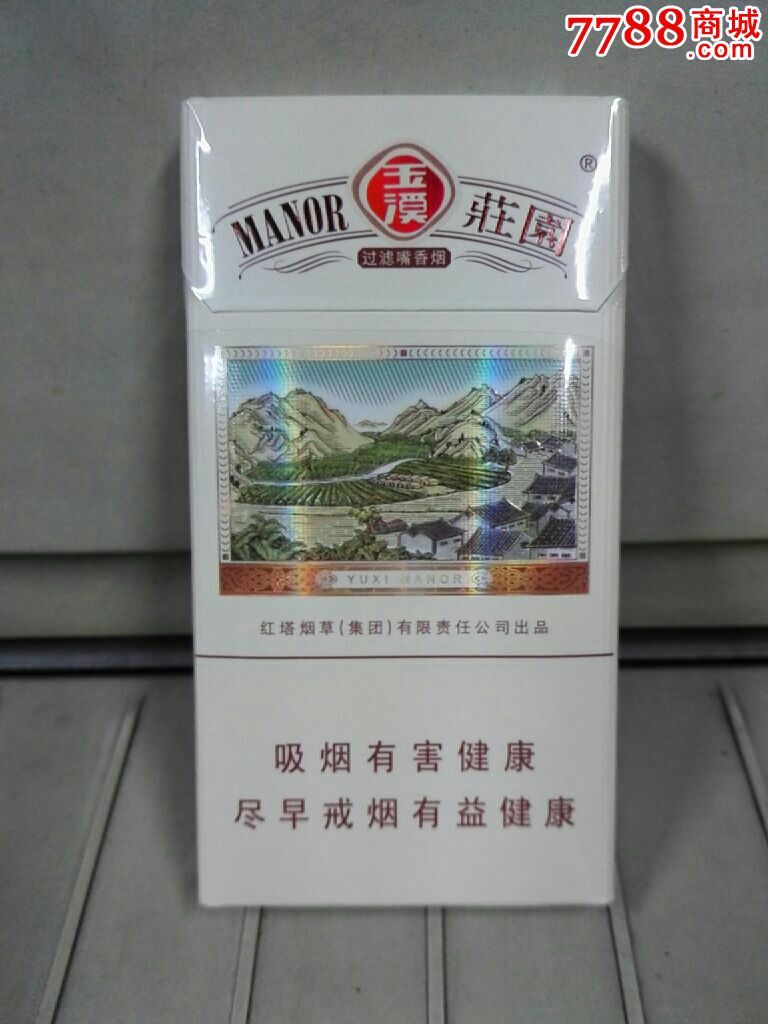 7788商城
.com
玉溪
®
MANOR 莊園
过滤嘴香烟
YUXI MANOR
红塔烟草(集团)有限责任公司出品
吸烟有害健康
尽早戒烟有益健康